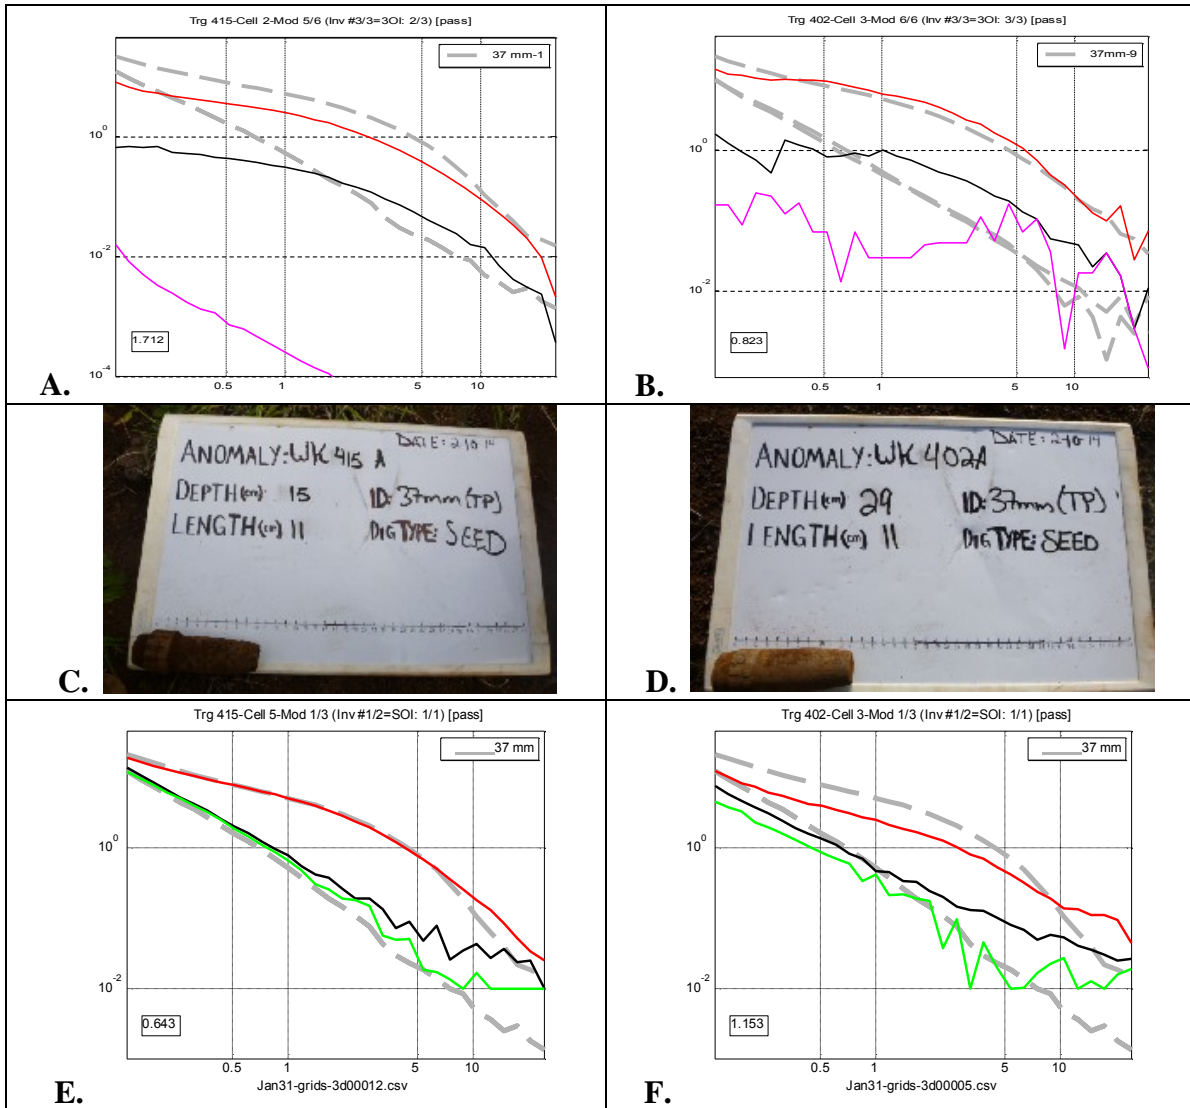 Trg 415-Cell 2-Mod 5/6 (Inv #3/3=3OI: 2/3) [pass]
37 mm-1
10^0
10^-2
10^-4
1.712
0.5 1 5 10
A.
Trg 402-Cell 3-Mod 6/6 (Inv #3/3=3OI: 3/3) [pass]
37mm-9
10^0
10^-2
0.823
0.5 1 5 10
B.
DATE: 2-10-14
ANOMALY: WK 415 A
DEPTH(cm): 15 ID: 37mm (TP)
LENGTH(cm) 11 DIG TYPE: SEED
C.
DATE: 2-10-14
ANOMALY: WK 402A
DEPTH(cm) 29 ID: 37mm (TP)
LENGTH(cm) 11 DIG TYPE: SEED
D.
Trg 415-Cell 5-Mod 1/3 (Inv #1/2=SOI: 1/1) [pass]
37 mm
10^0
10^-2
0.643
0.5 1 5 10
Jan31-grids-3d00012.csv
E.
Trg 402-Cell 3-Mod 1/3 (Inv #1/2=SOI: 1/1) [pass]
37 mm
10^0
10^-2
1.153
0.5 1 5 10
Jan31-grids-3d00005.csv
F.